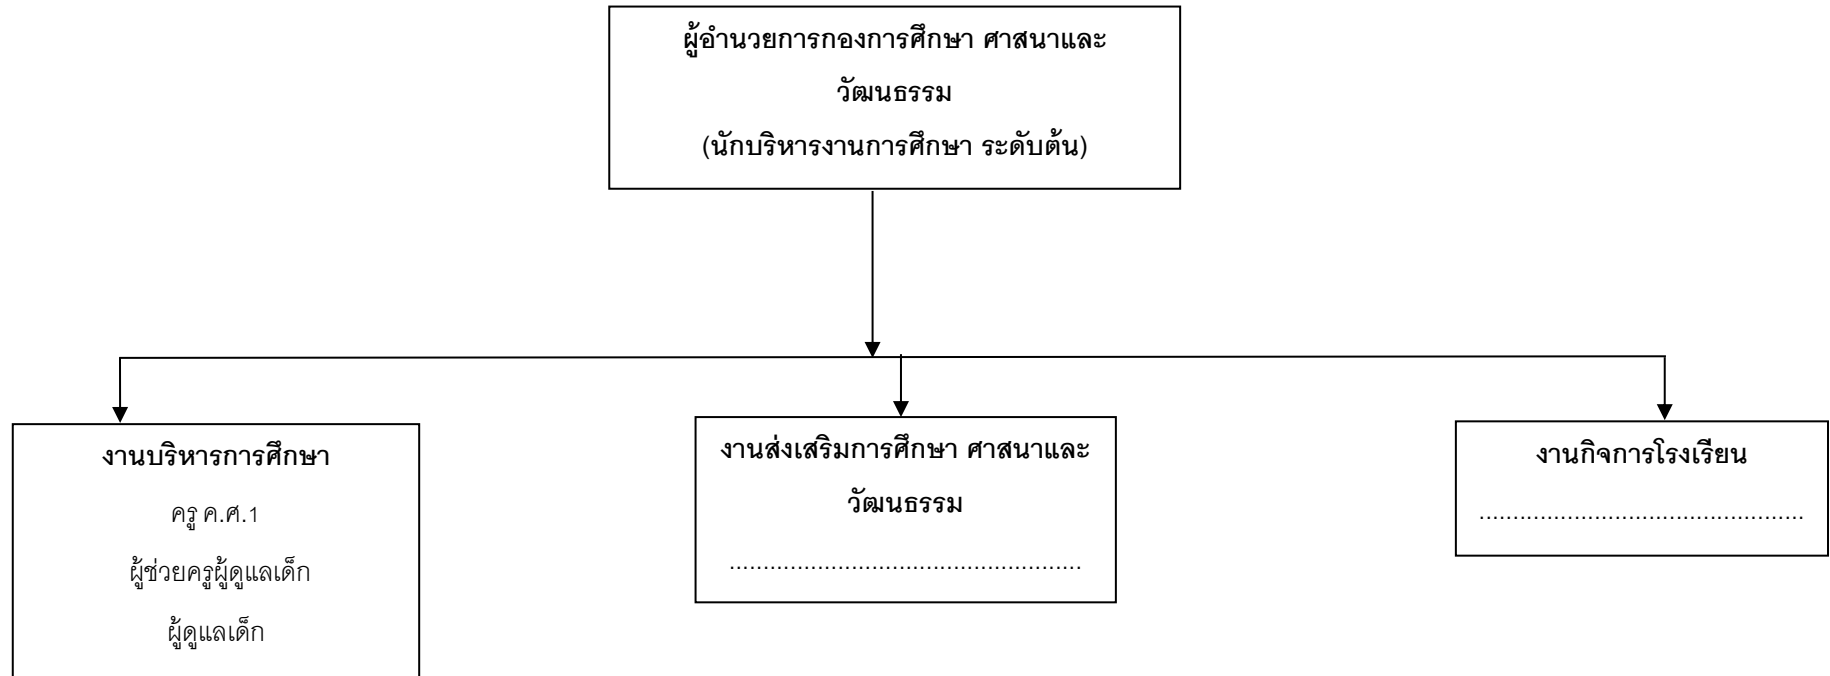 ผู้อำนวยการกองการศึกษา ศาสนาและ
วัฒนธรรม
(นักบริหารงานการศึกษา ระดับต้น)
งานบริหารการศึกษา
ครู ค.ศ.1
ผู้ช่วยครูผู้ดูแลเด็ก
ผู้ดูแลเด็ก
งานส่งเสริมการศึกษา ศาสนาและ
วัฒนธรรม
....................................................
งานกิจการโรงเรียน
................................................